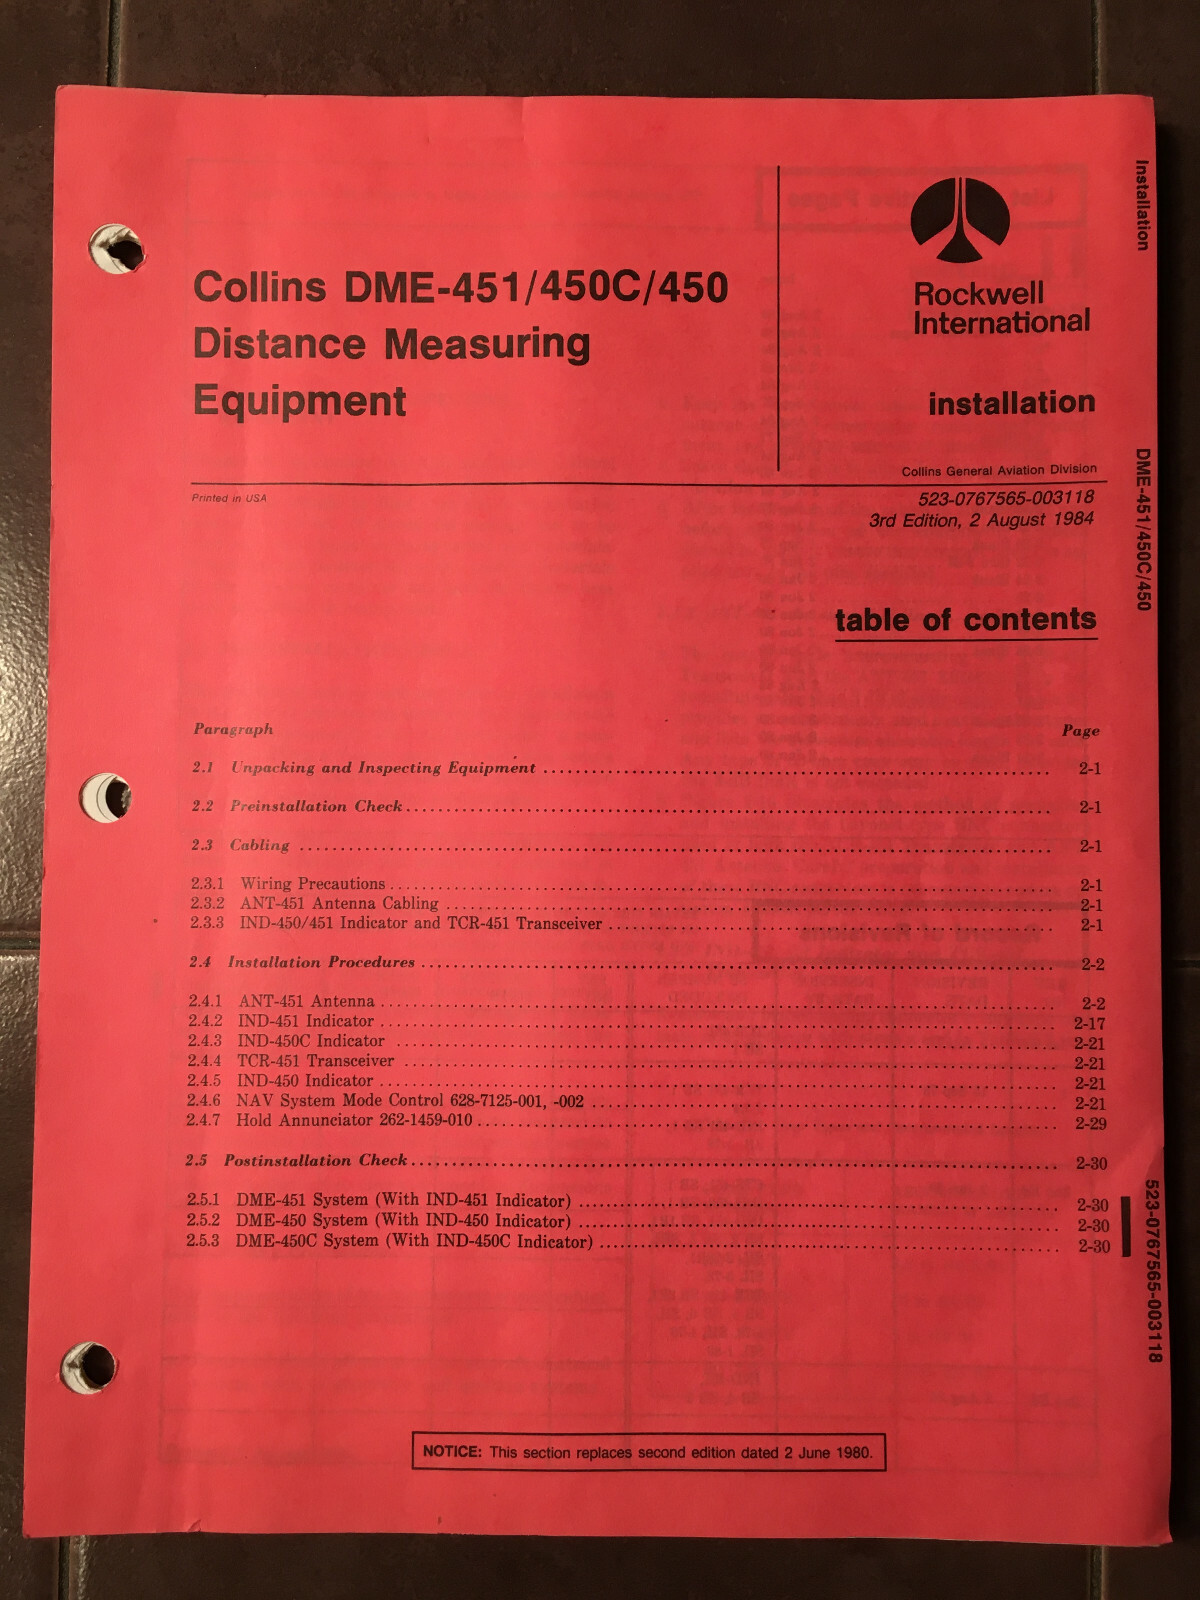 Collins DME-451/450C/450
Distance Measuring
Equipment
Rockwell
International
installation
Collins General Aviation Division
Printed in USA
523-0767565-003118
3rd Edition, 2 August 1984
table of contents
Paragraph Page
2.1 Unpacking and Inspecting Equipment ........ 2-1
2.2 Preinstallation Check ........ 2-1
2.3 Cabling ........ 2-1
2.3.1 Wiring Precautions ........ 2-1
2.3.2 ANT-451 Antenna Cabling ........ 2-1
2.3.3 IND-450/451 Indicator and TCR-451 Transceiver ........ 2-1
2.4 Installation Procedures ........ 2-2
2.4.1 ANT-451 Antenna ........ 2-2
2.4.2 IND-451 Indicator ........ 2-17
2.4.3 IND-450C Indicator ........ 2-21
2.4.4 TCR-451 Transceiver ........ 2-21
2.4.5 IND-450 Indicator ........ 2-21
2.4.6 NAV System Mode Control 628-7125-001, -002 ........ 2-21
2.4.7 Hold Annunciator 262-1459-010 ........ 2-29
2.5 Postinstallation Check ........ 2-30
2.5.1 DME-451 System (With IND-451 Indicator) ........ 2-30
2.5.2 DME-450 System (With IND-450 Indicator) ........ 2-30
2.5.3 DME-450C System (With IND-450C Indicator) ........ 2-30
NOTICE: This section replaces second edition dated 2 June 1980.
Installation
DME-451/450C/450
523-0767565-003118